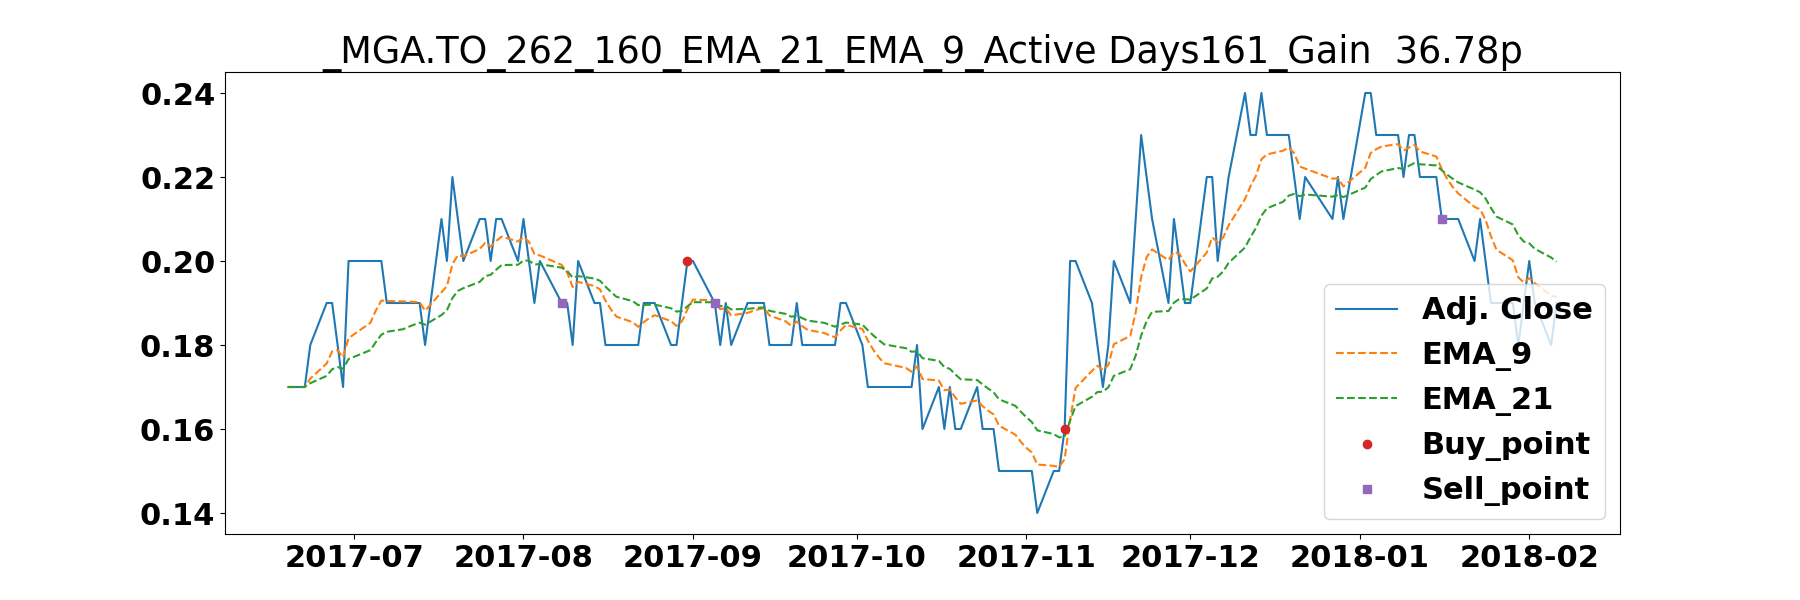 _MGA.TO_262_160_EMA_21_EMA_9_Active Days161_Gain  36.78p
0.24
0.22
0.20
0.18
0.16
0.14
Adj. Close
EMA_9
EMA_21
Buy_point
Sell_point
2017-07 2017-08 2017-09 2017-10 2017-11 2017-12 2018-01 2018-02